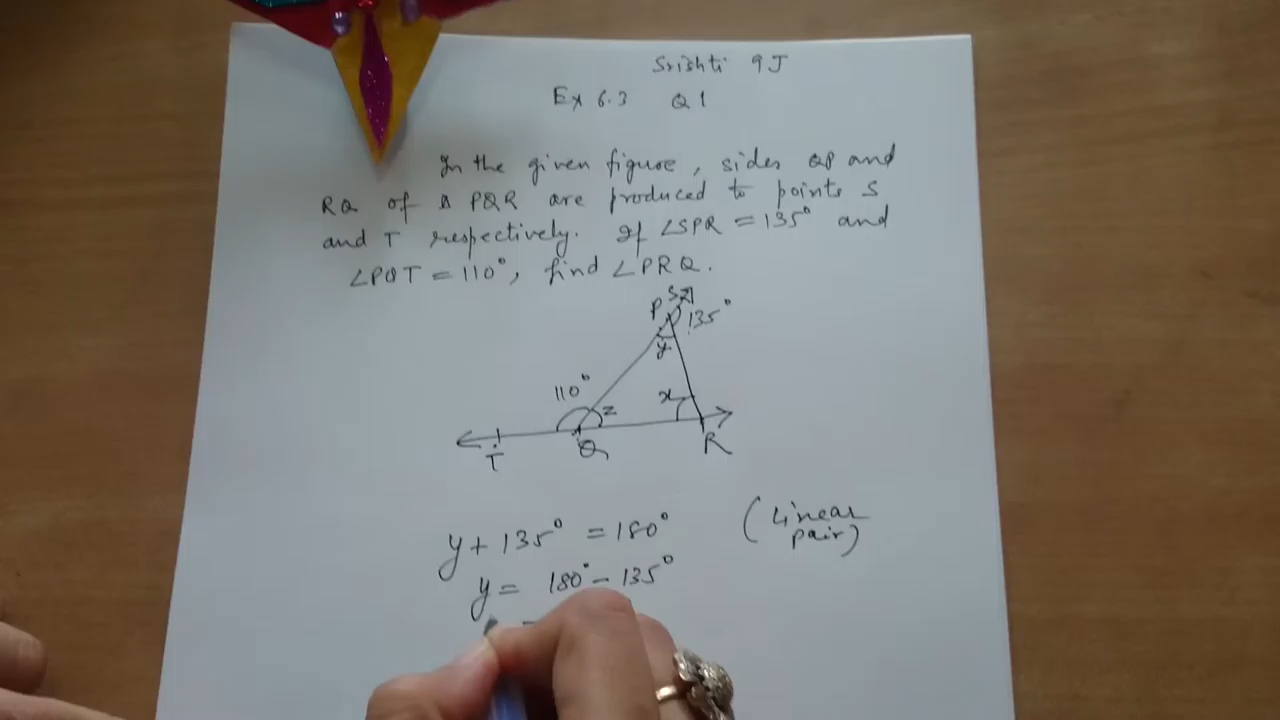 Srishti 9J
Ex 6.3 Q1
In the given figure, sides QP and
RQ of Δ PQR are produced to points S
and T respectively. If ∠SPR = 135° and
∠PQT = 110°, find ∠PRQ.
S
P 135°
y
110° z x
T Q R
y + 135° = 180° (Linear pair)
y = 180° - 135°